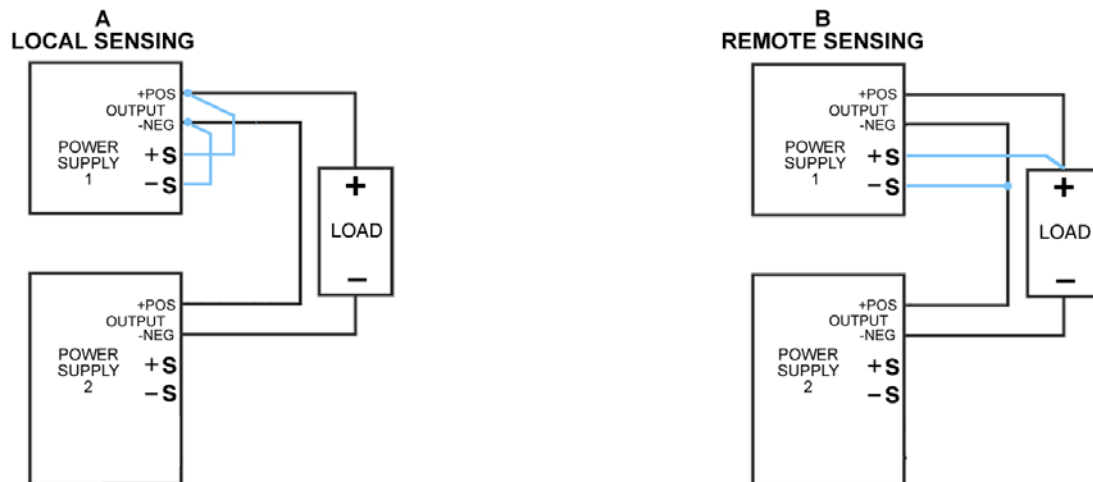 A
LOCAL SENSING
+POS
OUTPUT
-NEG
POWER
SUPPLY
1
+S
−S
+
LOAD
−
+POS
OUTPUT
-NEG
POWER
SUPPLY
2
+S
−S
B
REMOTE SENSING
+POS
OUTPUT
-NEG
POWER
SUPPLY
1
+S
−S
+
LOAD
−
+POS
OUTPUT
-NEG
POWER
SUPPLY
2
+S
−S